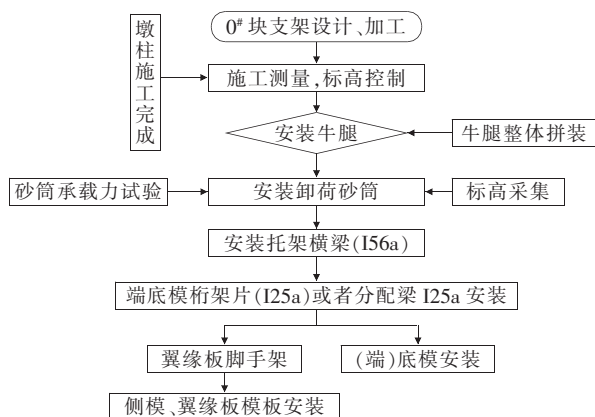 0# 块支架设计、加工
墩柱施工完成
施工测量,标高控制
安装牛腿
牛腿整体拼装
砂筒承载力试验
安装卸荷砂筒
标高采集
安装托架横梁(I56a)
端底模桁架片(I25a)或者分配梁 I25a 安装
翼缘板脚手架
(端)底模安装
侧模、翼缘板模板安装